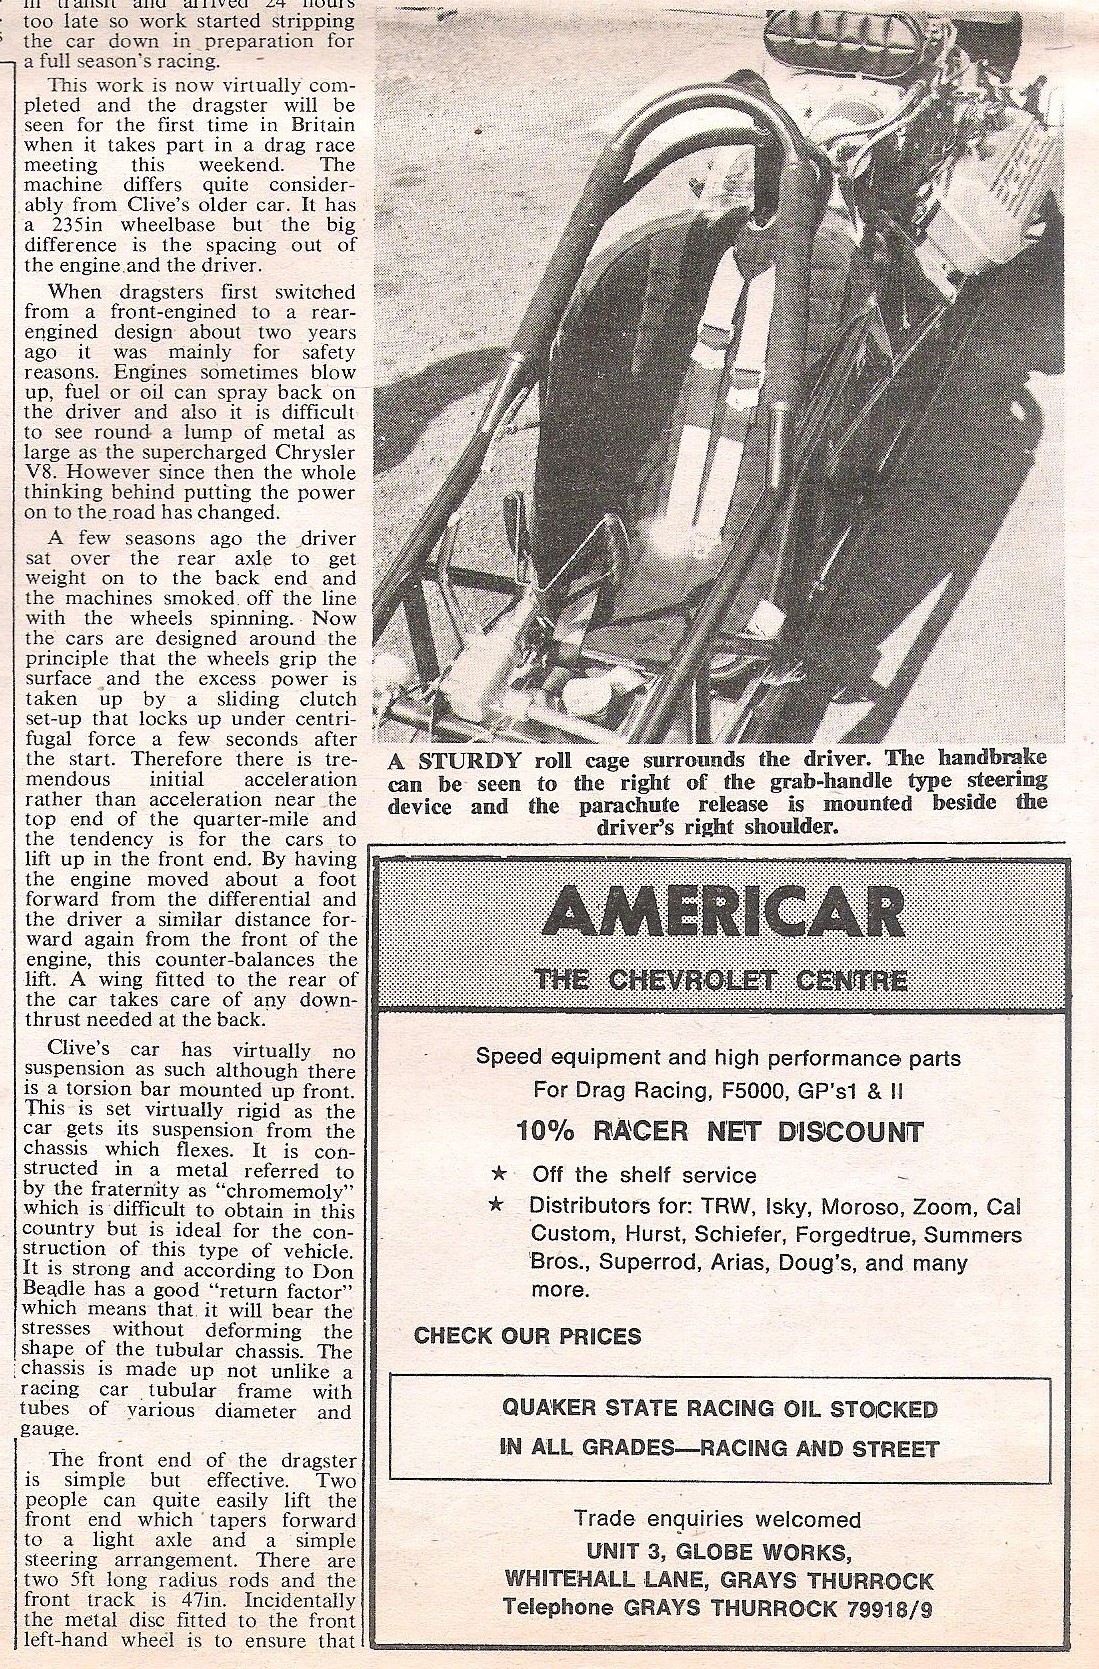 in transit and arrived 24 hours
too late so work started stripping
the car down in preparation for
a full season's racing.
This work is now virtually com-
pleted and the dragster will be
seen for the first time in Britain
when it takes part in a drag race
meeting this weekend. The
machine differs quite consider-
ably from Clive's older car. It has
a 235in wheelbase but the big
difference is the spacing out of
the engine and the driver.
When dragsters first switched
from a front-engined to a rear-
engined design about two years
ago it was mainly for safety
reasons. Engines sometimes blow
up, fuel or oil can spray back on
the driver and also it is difficult
to see round a lump of metal as
large as the supercharged Chrysler
V8. However since then the whole
thinking behind putting the power
on to the road has changed.
A few seasons ago the driver
sat over the rear axle to get
weight on to the back end and
the machines smoked off the line
with the wheels spinning. Now
the cars are designed around the
principle that the wheels grip the
surface and the excess power is
taken up by a sliding clutch
set-up that locks up under centri-
fugal force a few seconds after
the start. Therefore there is tre-
mendous initial acceleration
rather than acceleration near the
top end of the quarter-mile and
the tendency is for the cars to
lift up in the front end. By having
the engine moved about a foot
forward from the differential and
the driver a similar distance for-
ward again from the front of the
engine, this counter-balances the
lift. A wing fitted to the rear of
the car takes care of any down-
thrust needed at the back.
Clive's car has virtually no
suspension as such although there
is a torsion bar mounted up front.
This is set virtually rigid as the
car gets its suspension from the
chassis which flexes. It is con-
structed in a metal referred to
by the fraternity as "chromemoly"
which is difficult to obtain in this
country but is ideal for the con-
struction of this type of vehicle.
It is strong and according to Don
Beadle has a good "return factor"
which means that it will bear the
stresses without deforming the
shape of the tubular chassis. The
chassis is made up not unlike a
racing car tubular frame with
tubes of various diameter and
gauge.
The front end of the dragster
is simple but effective. Two
people can quite easily lift the
front end which tapers forward
to a light axle and a simple
steering arrangement. There are
two 5ft long radius rods and the
front track is 47in. Incidentally
the metal disc fitted to the front
left-hand wheel is to ensure that
A STURDY roll cage surrounds the driver. The handbrake
can be seen to the right of the grab-handle type steering
device and the parachute release is mounted beside the
driver's right shoulder.
AMERICAR
THE CHEVROLET CENTRE
Speed equipment and high performance parts
For Drag Racing, F5000, GP's1 & II
10% RACER NET DISCOUNT
★ Off the shelf service
★ Distributors for: TRW, Isky, Moroso, Zoom, Cal
Custom, Hurst, Schiefer, Forgedtrue, Summers
Bros., Superrod, Arias, Doug's, and many
more.
CHECK OUR PRICES
QUAKER STATE RACING OIL STOCKED
IN ALL GRADES—RACING AND STREET
Trade enquiries welcomed
UNIT 3, GLOBE WORKS,
WHITEHALL LANE, GRAYS THURROCK
Telephone GRAYS THURROCK 79918/9